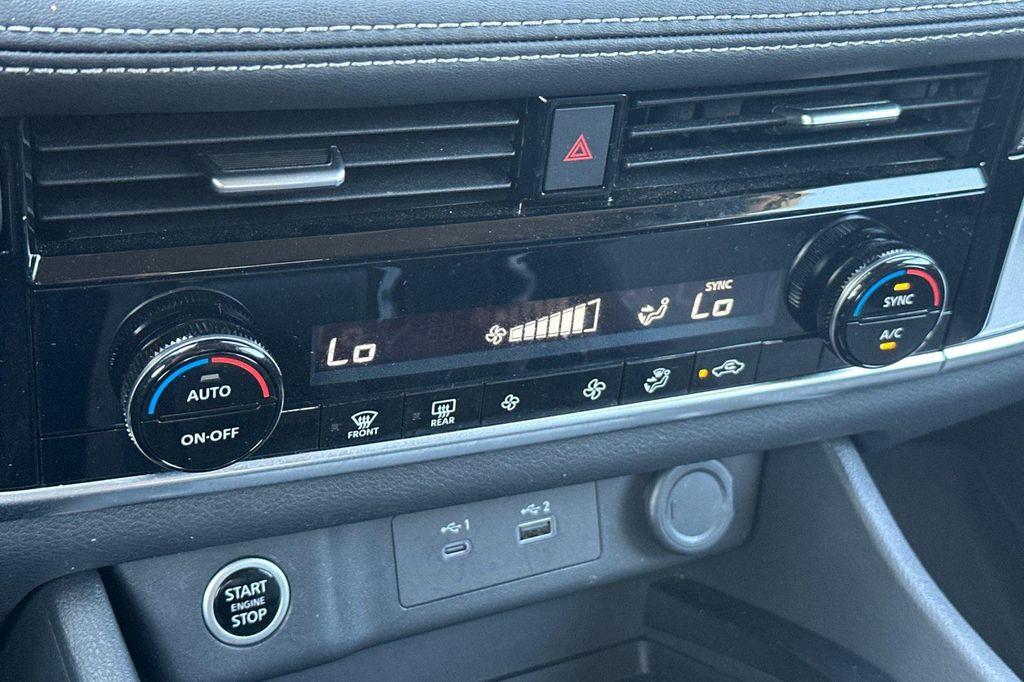 SYNC
Lo
Lo
AUTO
ON-OFF
FRONT
REAR
SYNC
A/C
1
2
START
ENGINE
STOP